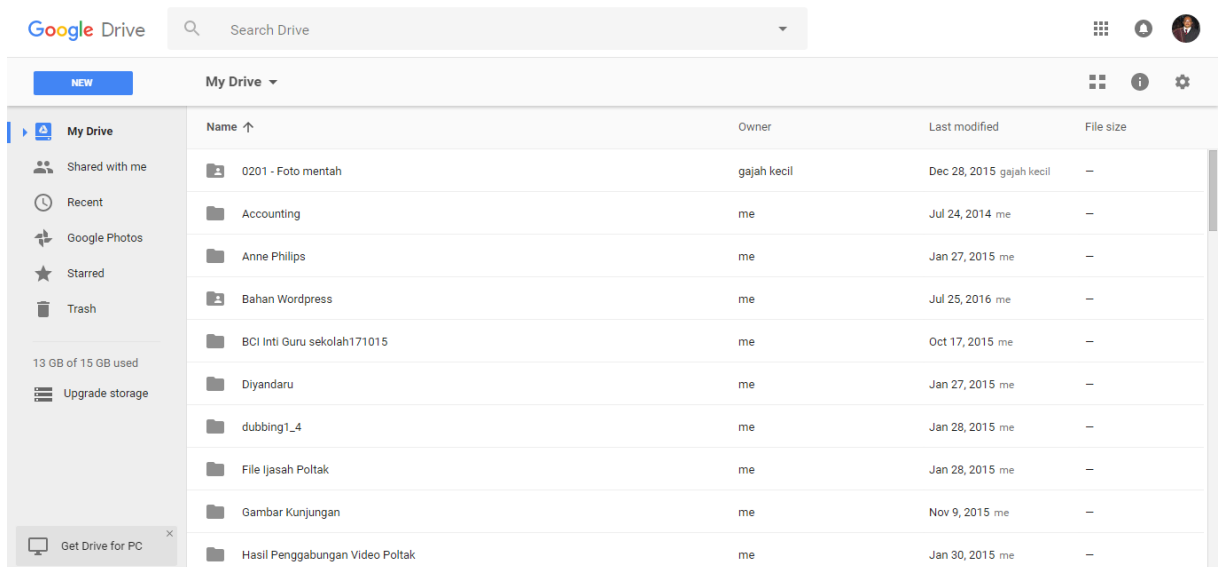 Google Drive
Search Drive
NEW
My Drive
My Drive
Shared with me
Recent
Google Photos
Starred
Trash
13 GB of 15 GB used
Upgrade storage
Get Drive for PC
Name Owner Last modified File size
0201 - Foto mentah gajah kecil Dec 28, 2015 gajah kecil —
Accounting me Jul 24, 2014 me —
Anne Philips me Jan 27, 2015 me —
Bahan Wordpress me Jul 25, 2016 me —
BCI Inti Guru sekolah171015 me Oct 17, 2015 me —
Diyandaru me Jan 27, 2015 me —
dubbing1_4 me Jan 28, 2015 me —
File Ijasah Poltak me Jan 28, 2015 me —
Gambar Kunjungan me Nov 9, 2015 me —
Hasil Penggabungan Video Poltak me Jan 30, 2015 me —